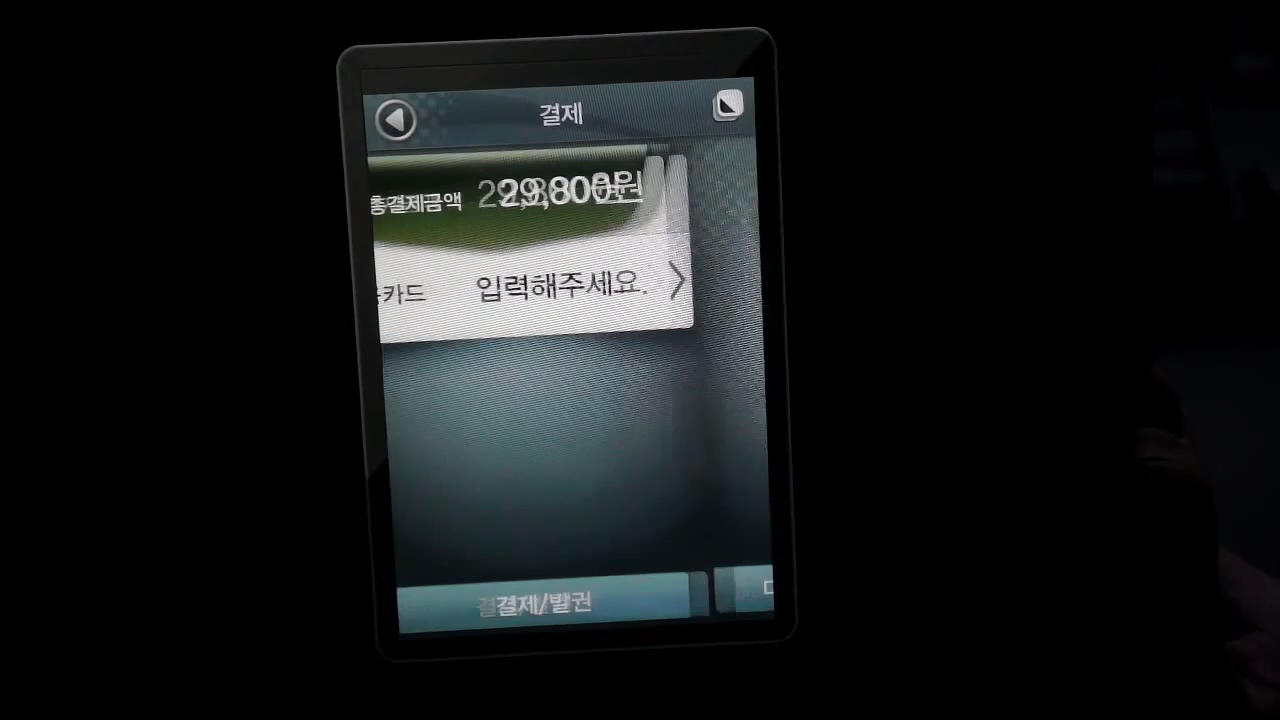 결제
총결제금액 29,800원
카드 입력해주세요.
결제/발권